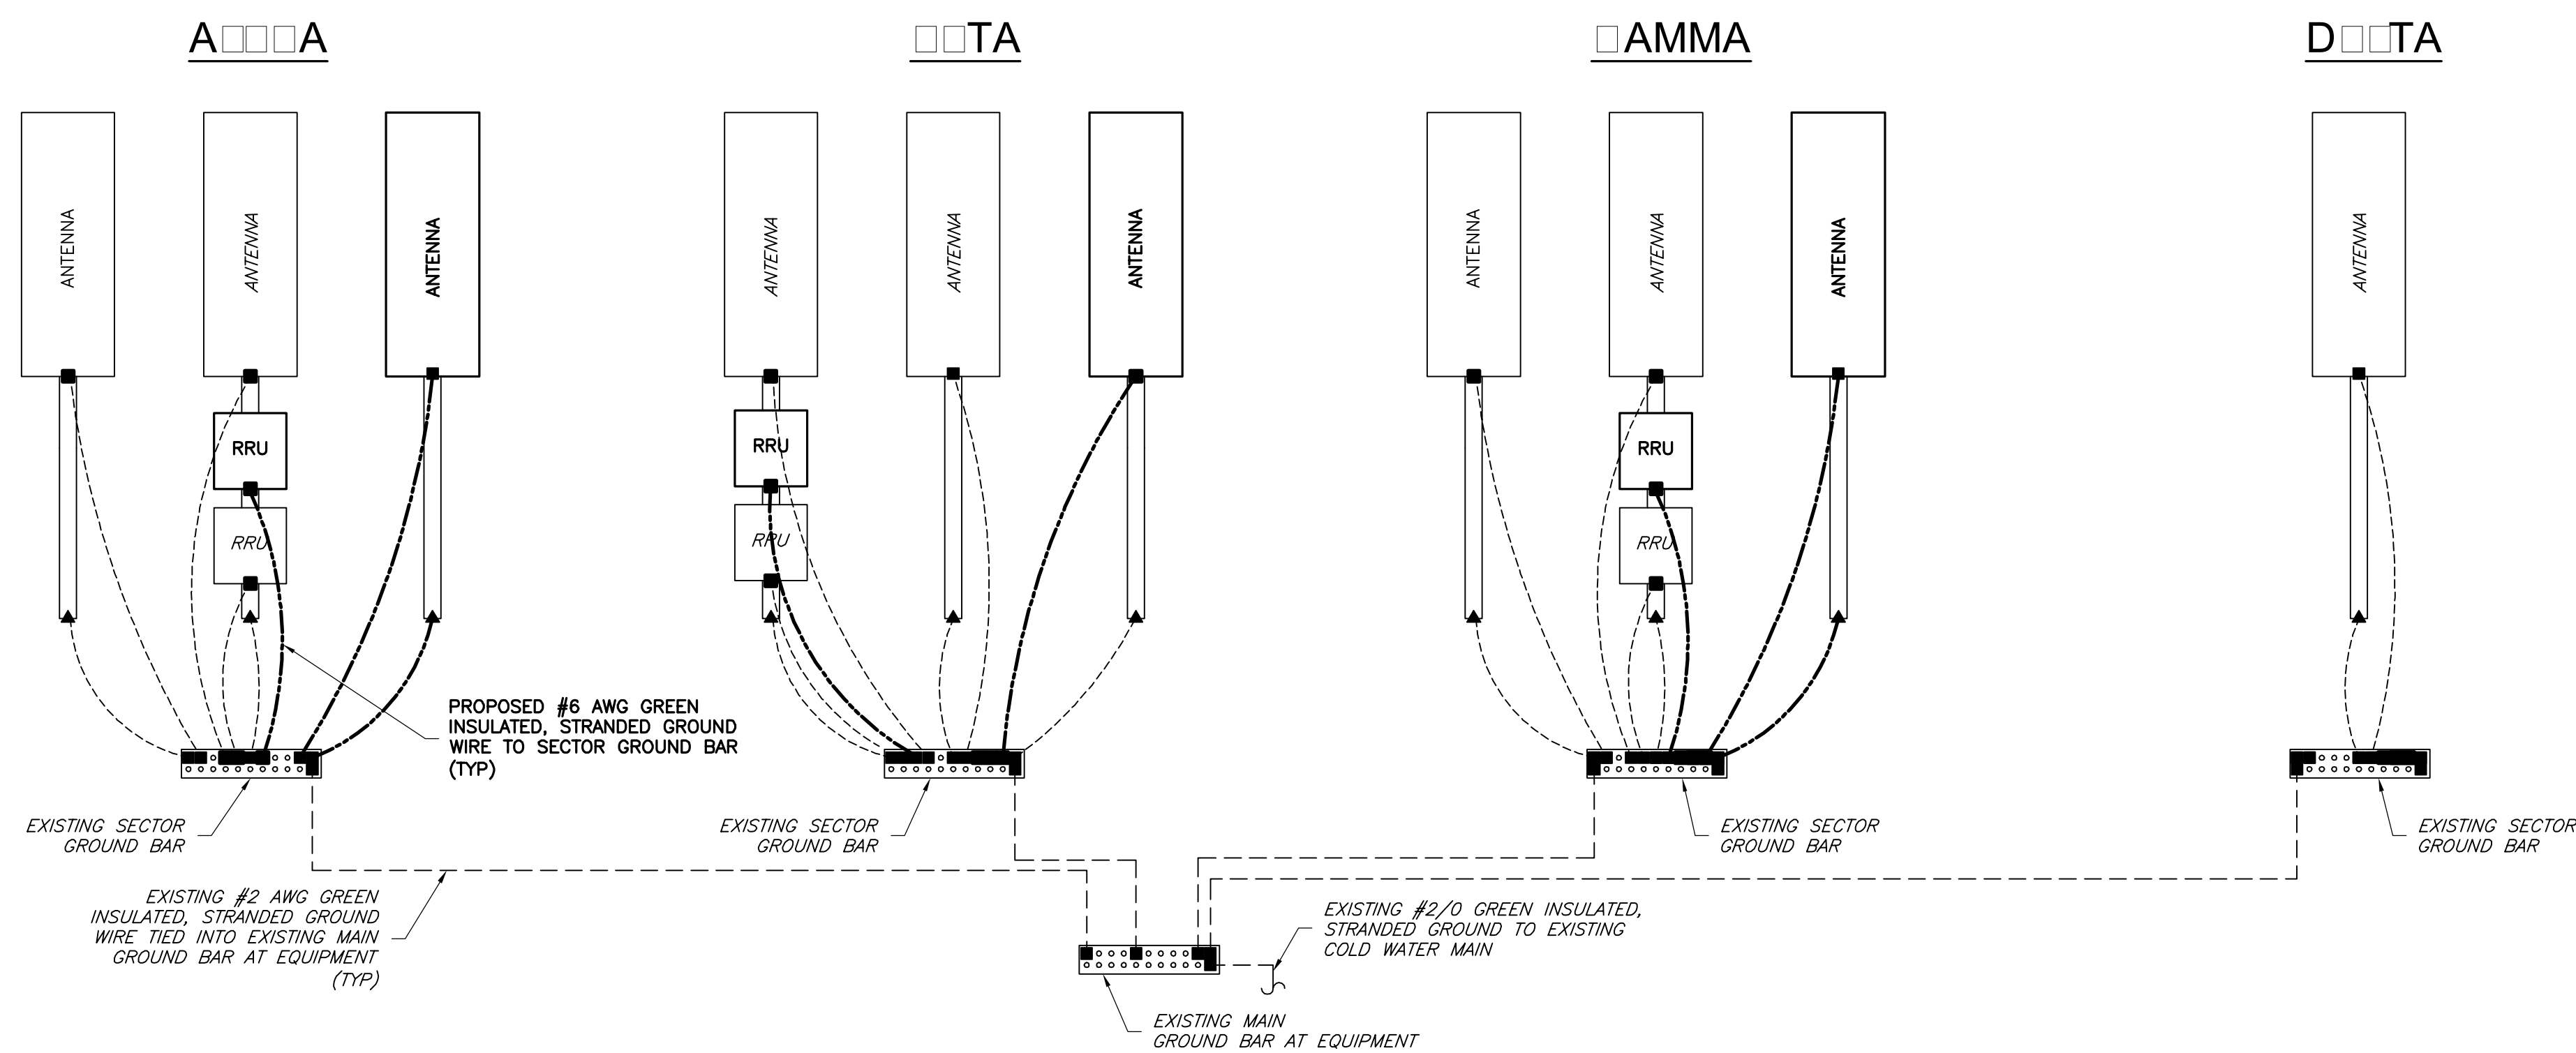 A□□□A
□□TA
□AMMA
D□□TA
ANTENNA
ANTENNA
ANTENNA
ANTENNA
ANTENNA
ANTENNA
ANTENNA
ANTENNA
ANTENNA
ANTENNA
RRU
RRU
RRU
RRU
RRU
RRU
PROPOSED #6 AWG GREEN
INSULATED, STRANDED GROUND
WIRE TO SECTOR GROUND BAR
(TYP)
EXISTING SECTOR
GROUND BAR
EXISTING SECTOR
GROUND BAR
EXISTING SECTOR
GROUND BAR
EXISTING SECTOR
GROUND BAR
EXISTING #2 AWG GREEN
INSULATED, STRANDED GROUND
WIRE TIED INTO EXISTING MAIN
GROUND BAR AT EQUIPMENT
(TYP)
EXISTING #2/0 GREEN INSULATED,
STRANDED GROUND TO EXISTING
COLD WATER MAIN
EXISTING MAIN
GROUND BAR AT EQUIPMENT